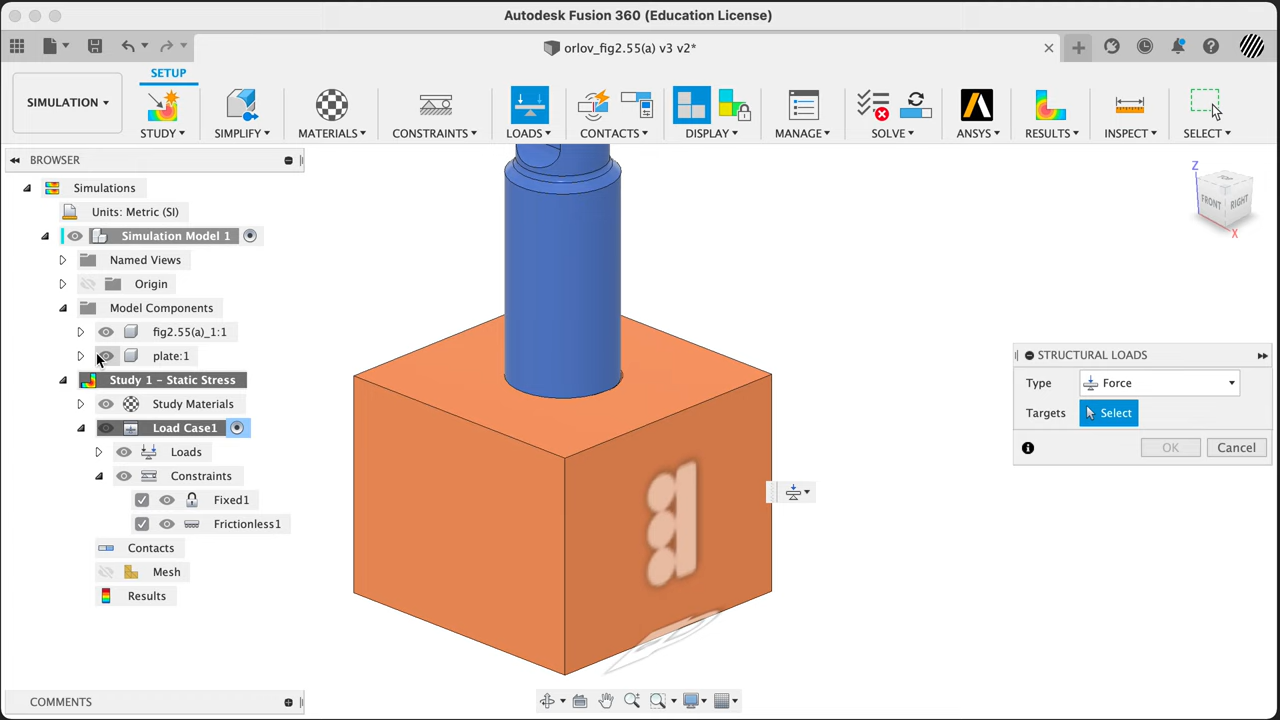 Autodesk Fusion 360 (Education License)
orlov_fig2.55(a) v3 v2*
SETUP
SIMULATION
STUDY
SIMPLIFY
MATERIALS
CONSTRAINTS
LOADS
CONTACTS
DISPLAY
MANAGE
SOLVE
ANSYS
RESULTS
INSPECT
SELECT
BROWSER
Simulations
Units: Metric (SI)
Simulation Model 1
Named Views
Origin
Model Components
fig2.55(a)_1:1
plate:1
Study 1 - Static Stress
Study Materials
Load Case1
Loads
Constraints
Fixed1
Frictionless1
Contacts
Mesh
Results
Z
TOP
FRONT
RIGHT
X
STRUCTURAL LOADS
Type
Force
Targets
Select
OK
Cancel
COMMENTS